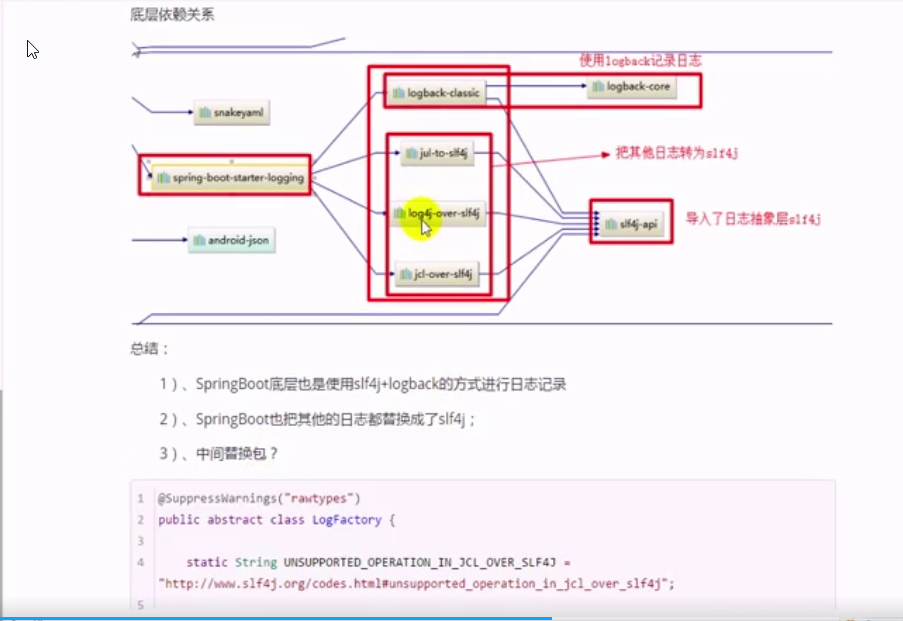 底层依赖关系
使用logback记录日志
logback-classic
logback-core
snakeyaml
jul-to-slf4j
把其他日志转为slf4j
spring-boot-starter-logging
log4j-over-slf4j
slf4j-api
导入了日志抽象层slf4j
android-json
jcl-over-slf4j
总结：
1）、SpringBoot底层也是使用slf4j+logback的方式进行日志记录
2）、SpringBoot也把其他的日志都替换成了slf4j；
3）、中间替换包？
1 @SuppressWarnings("rawtypes")
2 public abstract class LogFactory {
3
4 static String UNSUPPORTED_OPERATION_IN_JCL_OVER_SLF4J =
"http://www.slf4j.org/codes.html#unsupported_operation_in_jcl_over_slf4j";
5